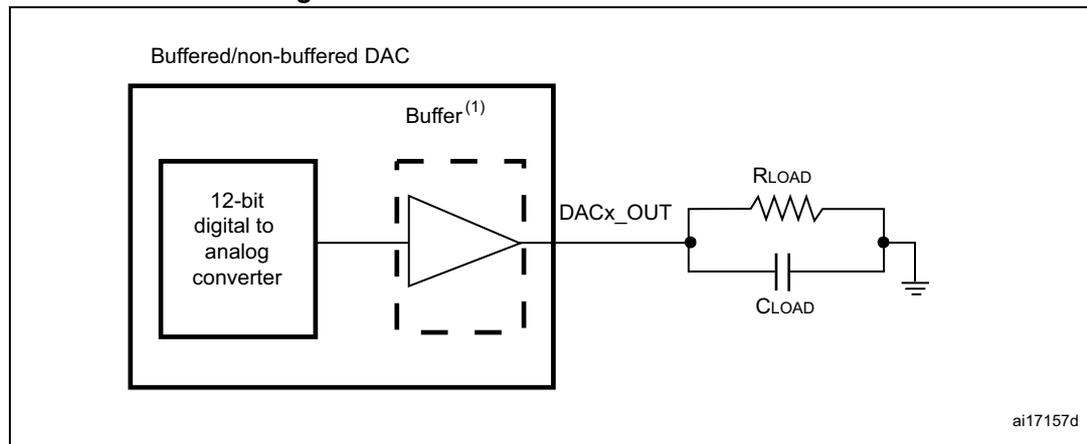 Buffered/non-buffered DAC
Buffer(1)
12-bit
digital to
analog
converter
DACx_OUT
RLOAD
CLOAD
ai17157d